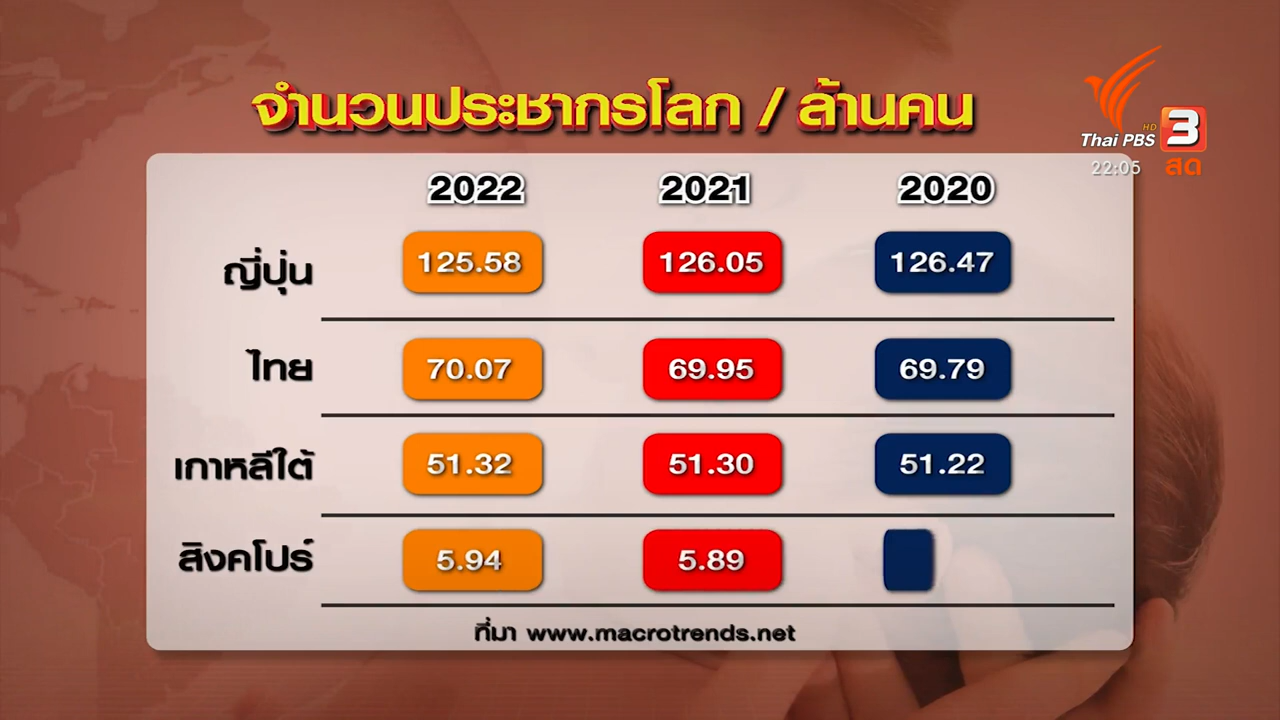 จำนวนประชากรโลก / ล้านคน
Thai PBS HD 3
22:05 สด
2022 2021 2020
ญี่ปุ่น 125.58 126.05 126.47
ไทย 70.07 69.95 69.79
เกาหลีใต้ 51.32 51.30 51.22
สิงคโปร์ 5.94 5.89
ที่มา www.macrotrends.net